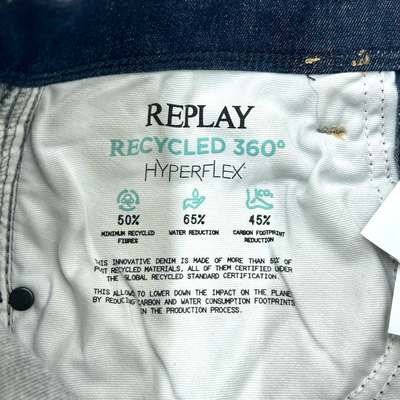 REPLAY
RECYCLED 360°
HYPERFLEX
CO₂
50% 65% 45%
MINIMUM RECYCLED FIBRES
WATER REDUCTION
CARBON FOOTPRINT REDUCTION
THIS INNOVATIVE DENIM IS MADE OF MORE THAN 50% OF
POST RECYCLED MATERIALS, ALL OF THEM CERTIFIED UNDER
THE GLOBAL RECYCLED STANDARD CERTIFICATION.
THIS ALLOWS TO LOWER DOWN THE IMPACT ON THE PLANET
BY REDUCING CARBON AND WATER CONSUMPTION FOOTPRINTS
IN THE PRODUCTION PROCESS.